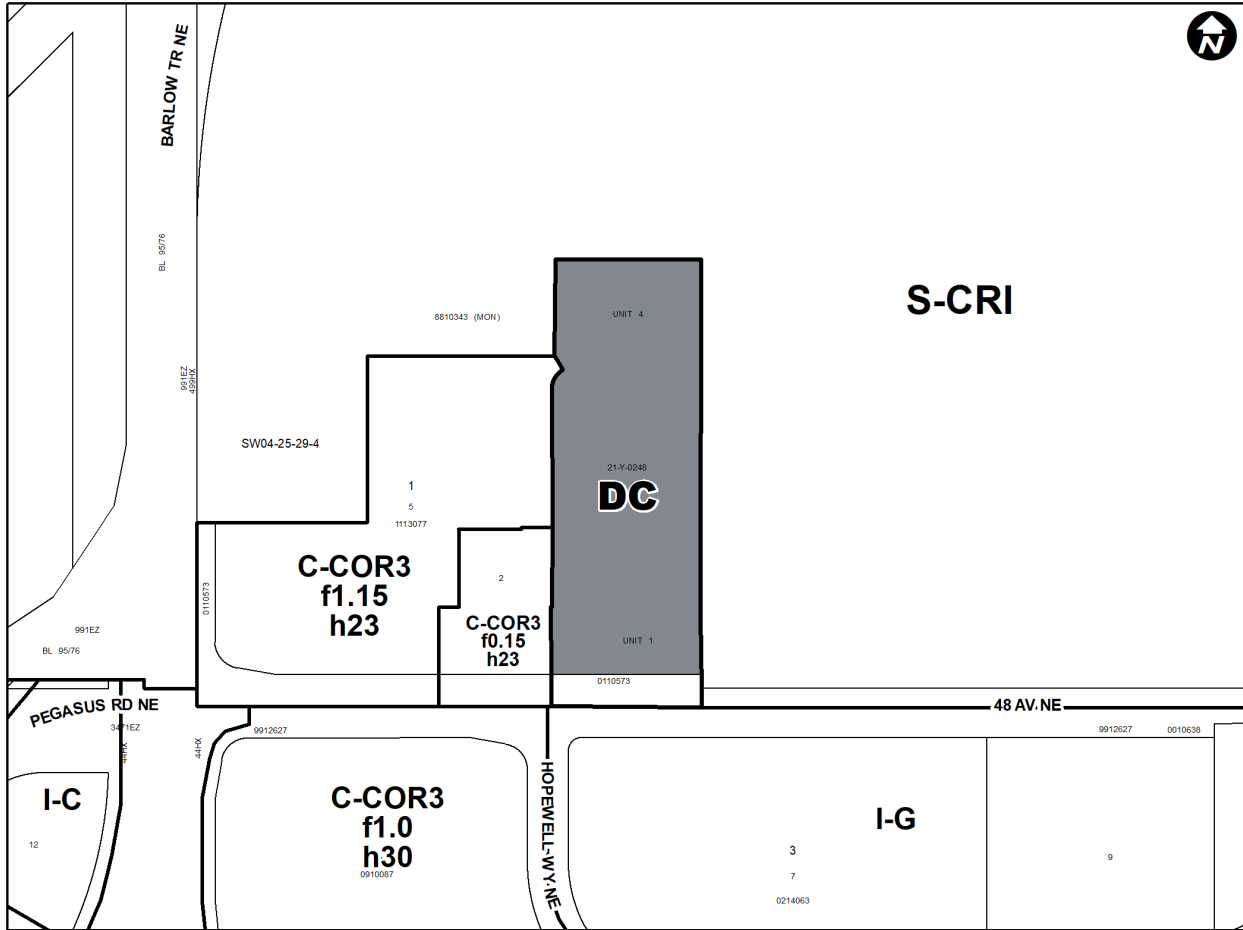 N
BARLOW TR NE
BL 95/76
S-CRI
UNIT 4
8810343 (MON)
991EZ
499HX
SW04-25-29-4
21-Y-0248
DC
1
5
1113077
C-COR3
f1.15
h23
2
0110573
C-COR3
f0.15
h23
991EZ
BL 95/76
UNIT 1
0110573
PEGASUS RD NE
48 AV NE
3471EZ
9912627
9912627
0010638
44HX
44HX
HOPEWELL WY NE
I-C
12
C-COR3
f1.0
h30
0910087
I-G
3
7
0214063
9